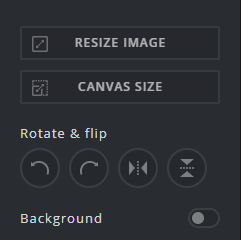 RESIZE IMAGE
CANVAS SIZE
Rotate & flip
Background